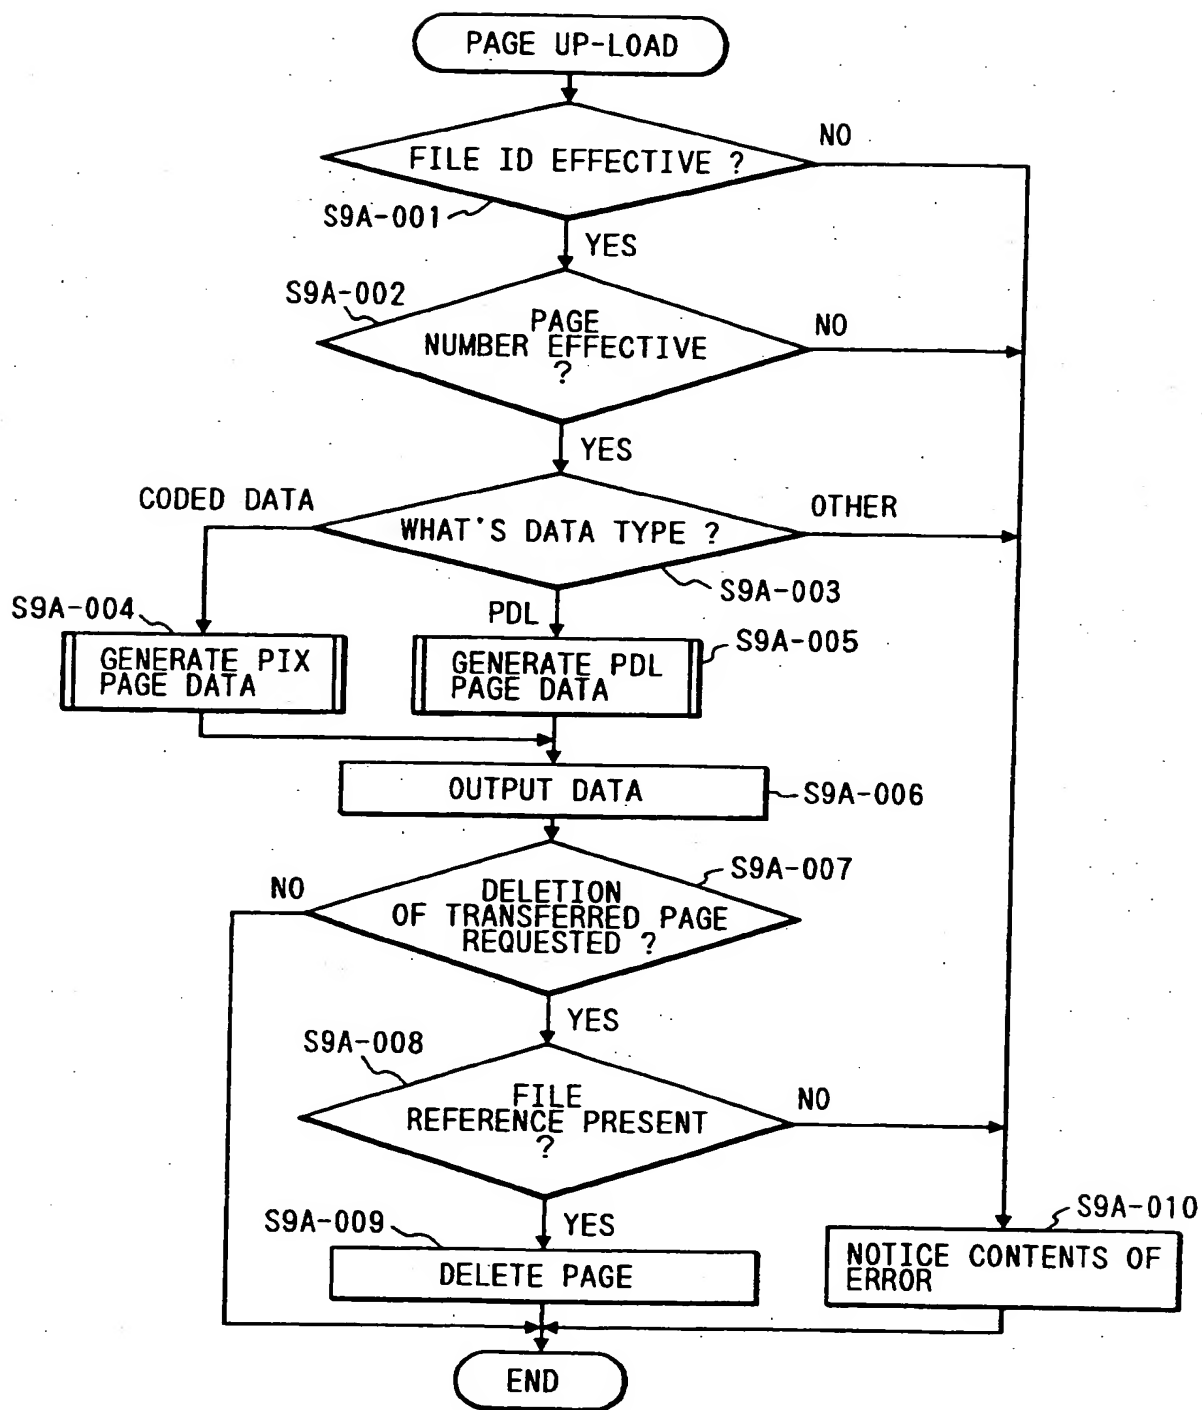 PAGE UP-LOAD
NO
FILE ID EFFECTIVE ?
S9A-001
YES
S9A-002
PAGE
NUMBER EFFECTIVE
?
NO
YES
CODED DATA
WHAT'S DATA TYPE ?
OTHER
S9A-003
S9A-004
PDL
S9A-005
GENERATE PIX
PAGE DATA
GENERATE PDL
PAGE DATA
OUTPUT DATA
S9A-006
S9A-007
NO
DELETION
OF TRANSFERRED PAGE
REQUESTED ?
YES
S9A-008
FILE
REFERENCE PRESENT
?
NO
S9A-009
YES
S9A-010
DELETE PAGE
NOTICE CONTENTS OF
ERROR
END